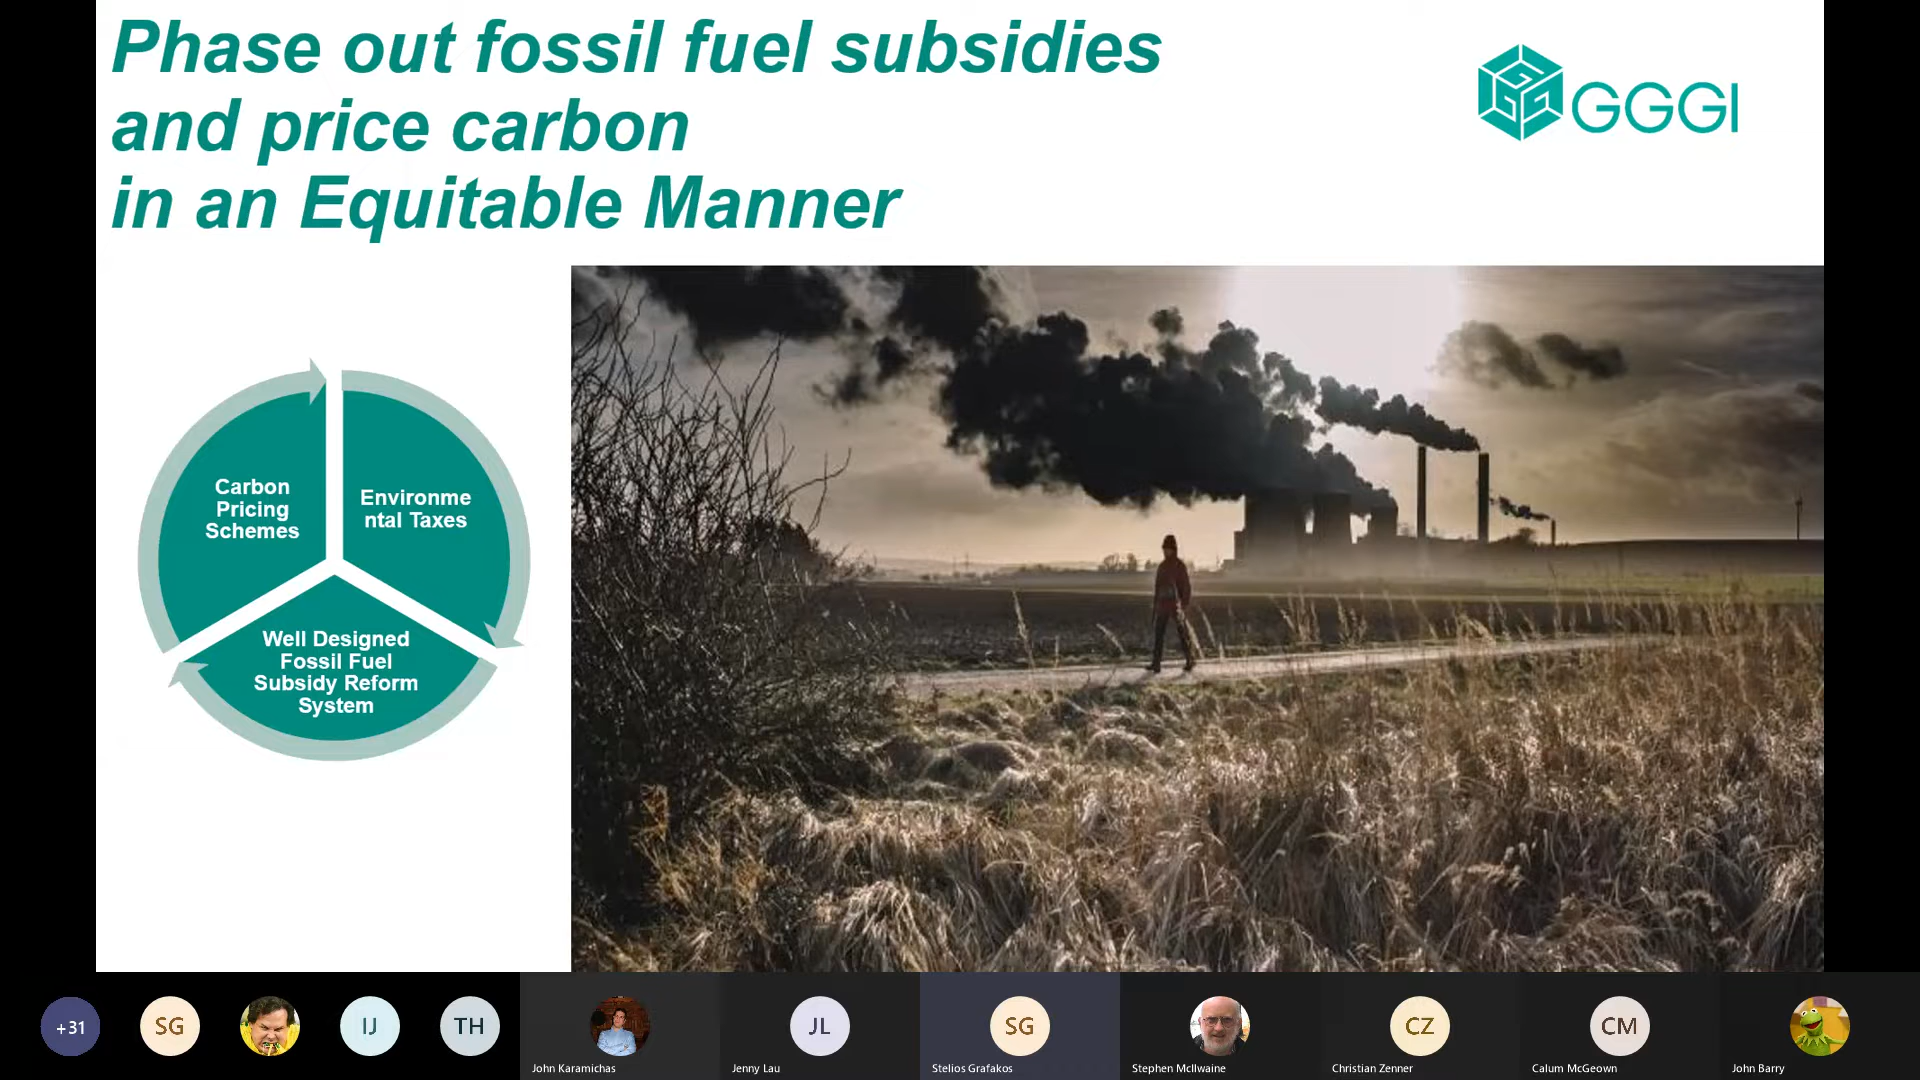 Phase out fossil fuel subsidies
and price carbon
in an Equitable Manner
GGGI
Carbon
Pricing
Schemes
Environme
ntal Taxes
Well Designed
Fossil Fuel
Subsidy Reform
System
+31
SG
IJ
TH
JL
SG
CZ
CM
John Karamichas
Jenny Lau
Stelios Grafakos
Stephen McIlwaine
Christian Zenner
Calum McGeown
John Barry